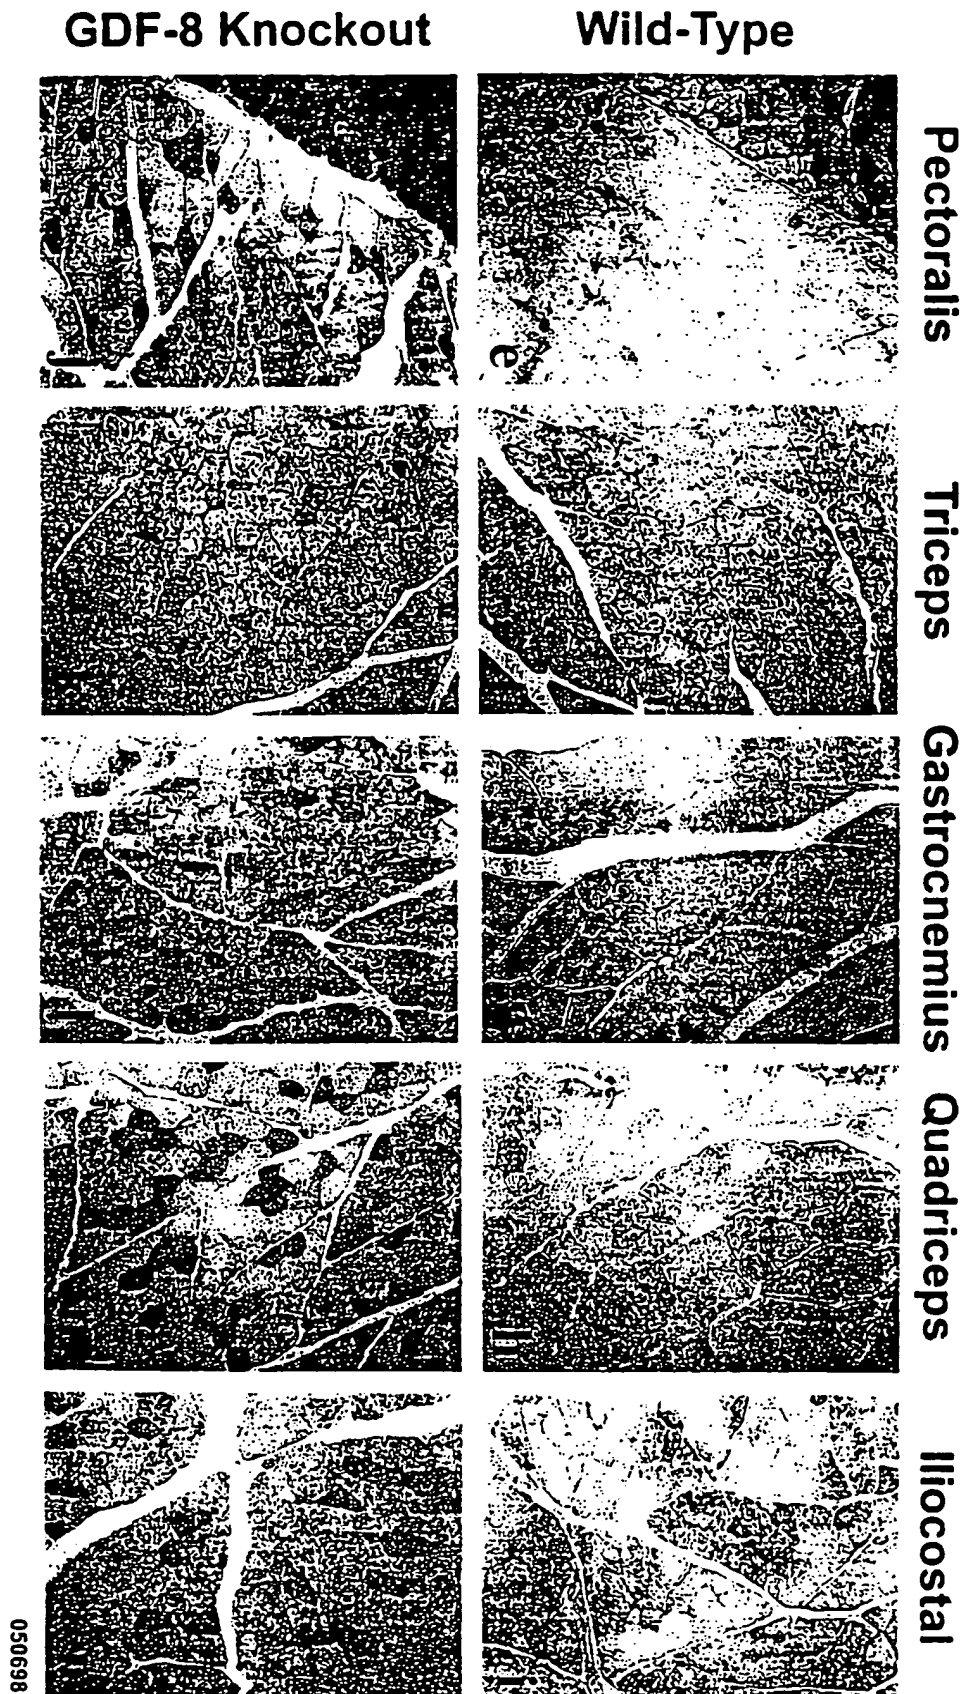 GDF-8 Knockout
Wild-Type
Pectoralis
Triceps
Gastrocnemius
Quadriceps
Iliocostal
e
j
h
050698